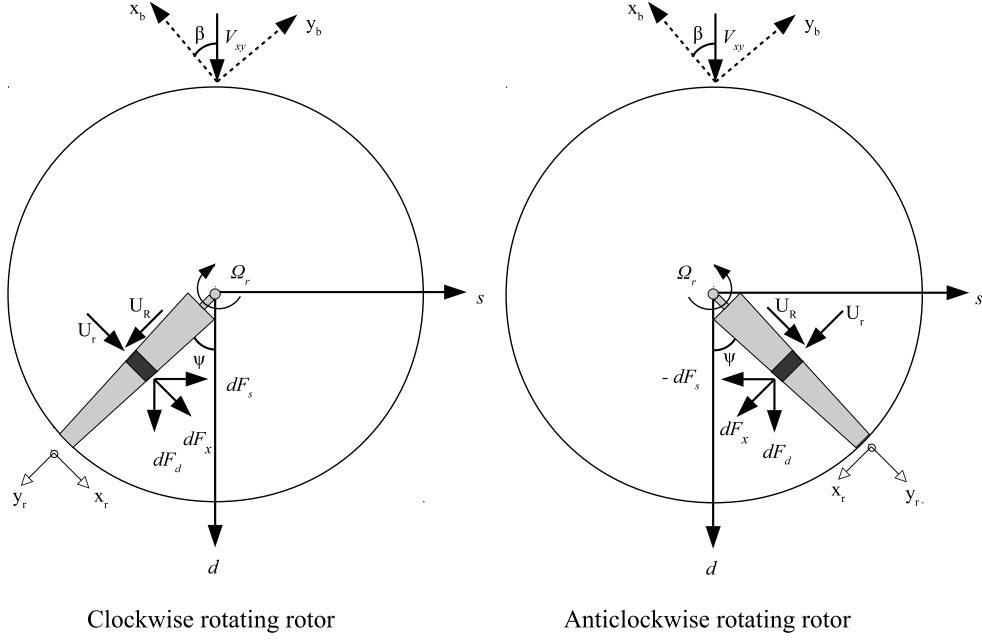 x_b β V_xy y_b
Ω_r
s
U_r U_R
ψ
dF_s
dF_x
dF_d
y_r x_r
d
Clockwise rotating rotor
x_b β V_xy y_b
Ω_r
s
U_R U_r
ψ
- dF_s
dF_x
dF_d
x_r y_r
d
Anticlockwise rotating rotor